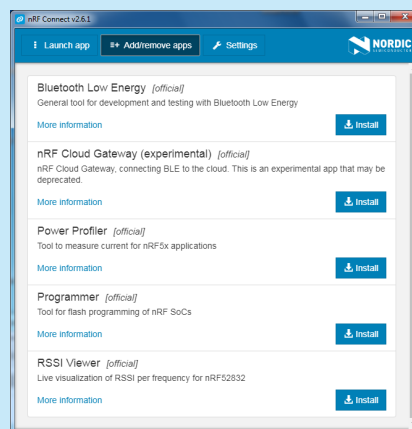 nRF Connect v2.6.1
Launch app
Add/remove apps
Settings
NORDIC
SEMICONDUCTOR
Bluetooth Low Energy [official]
General tool for development and testing with Bluetooth Low Energy
More information
Install
nRF Cloud Gateway (experimental) [official]
nRF Cloud Gateway, connecting BLE to the cloud. This is an experimental app that may be
deprecated.
More information
Install
Power Profiler [official]
Tool to measure current for nRF5x applications
More information
Install
Programmer [official]
Tool for flash programming of nRF SoCs
More information
Install
RSSI Viewer [official]
Live visualization of RSSI per frequency for nRF52832
More information
Install